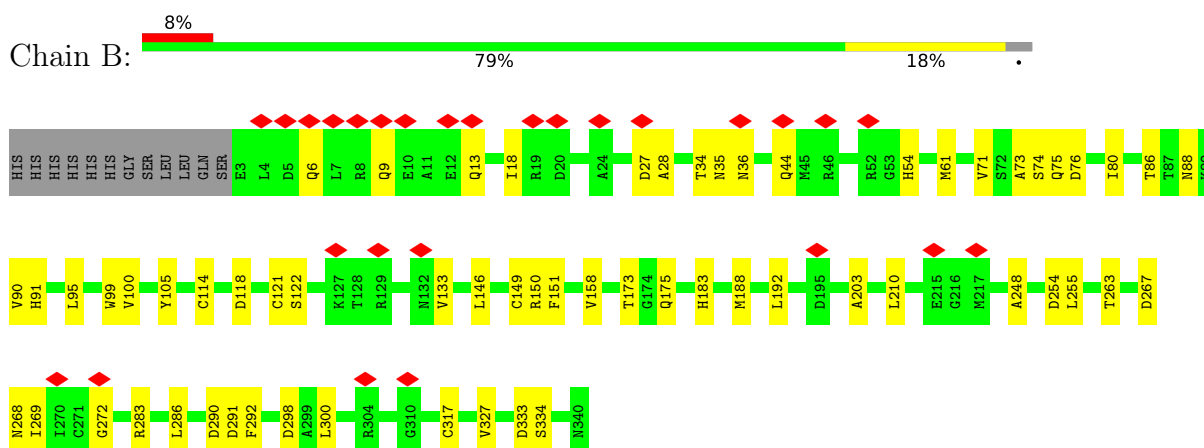 8%
Chain B:
79% 18% •
HIS HIS HIS HIS HIS HIS GLY SER LEU LEU GLN SER E3 L4 D5 Q6 L7 R8 Q9 E10 A11 E12 Q13 I18 R19 D20 A24 D27 A28 T34 N35 N36 Q44 M45 R46 R52 G53 H54 M61 V71 S72 A73 S74 Q75 D76 I80 T86 T87 N88
V90 H91 L95 W99 V100 Y105 C114 D118 C121 S122 K127 T128 R129 N132 V133 L146 C149 R150 F151 V158 T173 G174 Q175 H183 M188 L192 D195 A203 L210 E215 G216 M217 A248 D254 L255 T263 D267
N268 I269 I270 C271 G272 R283 L286 D290 D291 F292 D298 A299 L300 R304 G310 C317 V327 D333 S334 N340